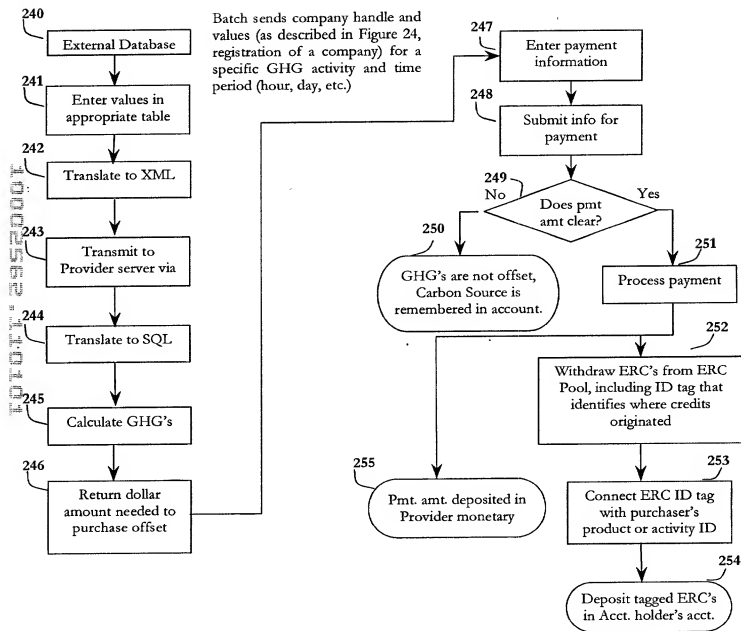 240
External Database
241
Enter values in
appropriate table
242
Translate to XML
243
Transmit to
Provider server via
244
Translate to SQL
245
Calculate GHG's
246
Return dollar
amount needed to
purchase offset
Batch sends company handle and
values (as described in Figure 24,
registration of a company) for a
specific GHG activity and time
period (hour, day, etc.)
247
Enter payment
information
248
Submit info for
payment
249
No
Does pmt
amt clear?
Yes
250
GHG's are not offset,
Carbon Source is
remembered in account.
251
Process payment
252
Withdraw ERC's from ERC
Pool, including ID tag that
identifies where credits
originated
253
Connect ERC ID tag
with purchaser's
product or activity ID
254
Deposit tagged ERC's
in Acct. holder's acct.
255
Pmt. amt. deposited in
Provider monetary